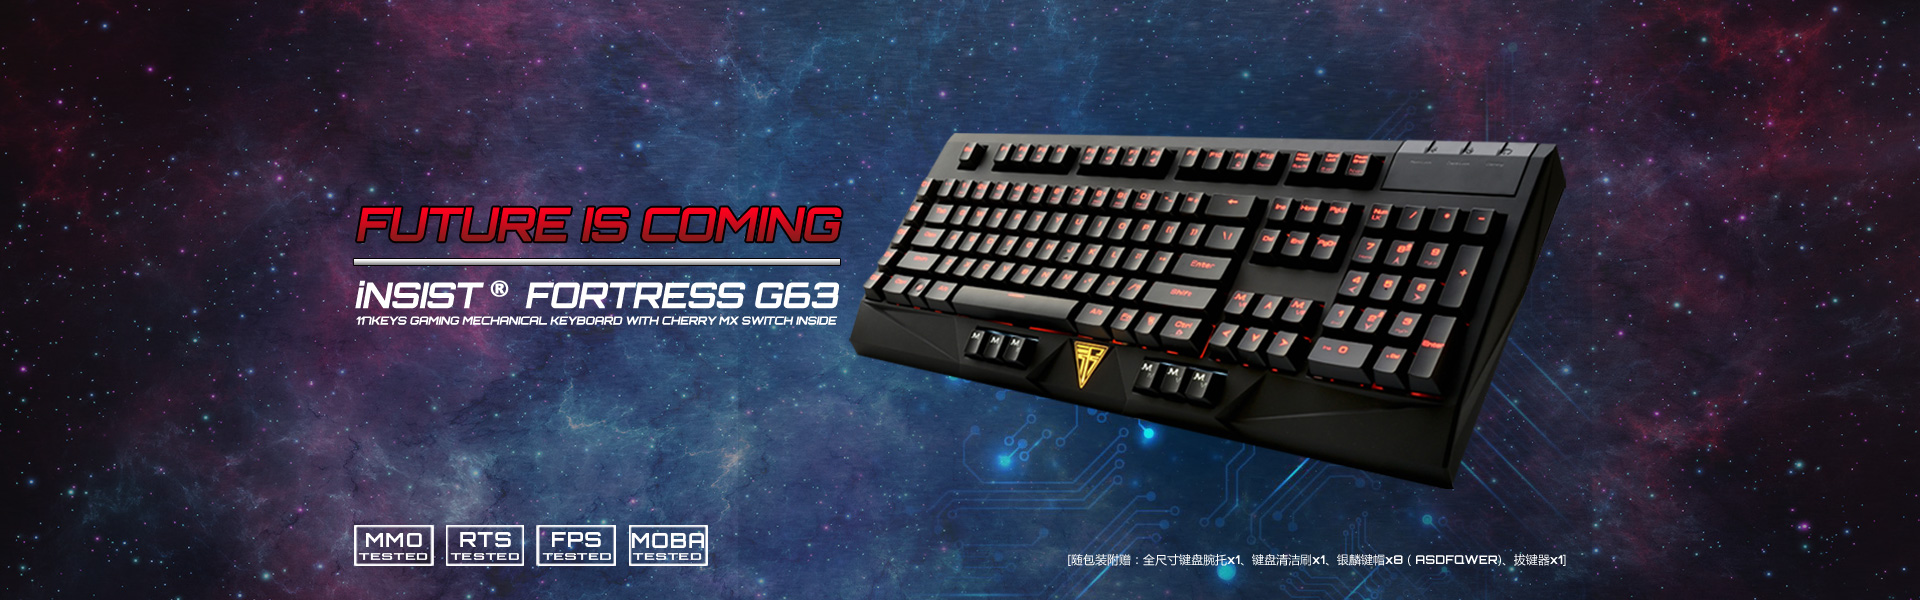 FUTURE IS COMING
iNSIST ® FORTRESS G63
117KEYS GAMING MECHANICAL KEYBOARD WITH CHERRY MX SWITCH INSIDE
MMO TESTED
RTS TESTED
FPS TESTED
MOBA TESTED
[随包装附赠：全尺寸键盘腕托x1、键盘清洁刷x1、银麟键帽x8 ( ASDFQWER)、拔键器x1]